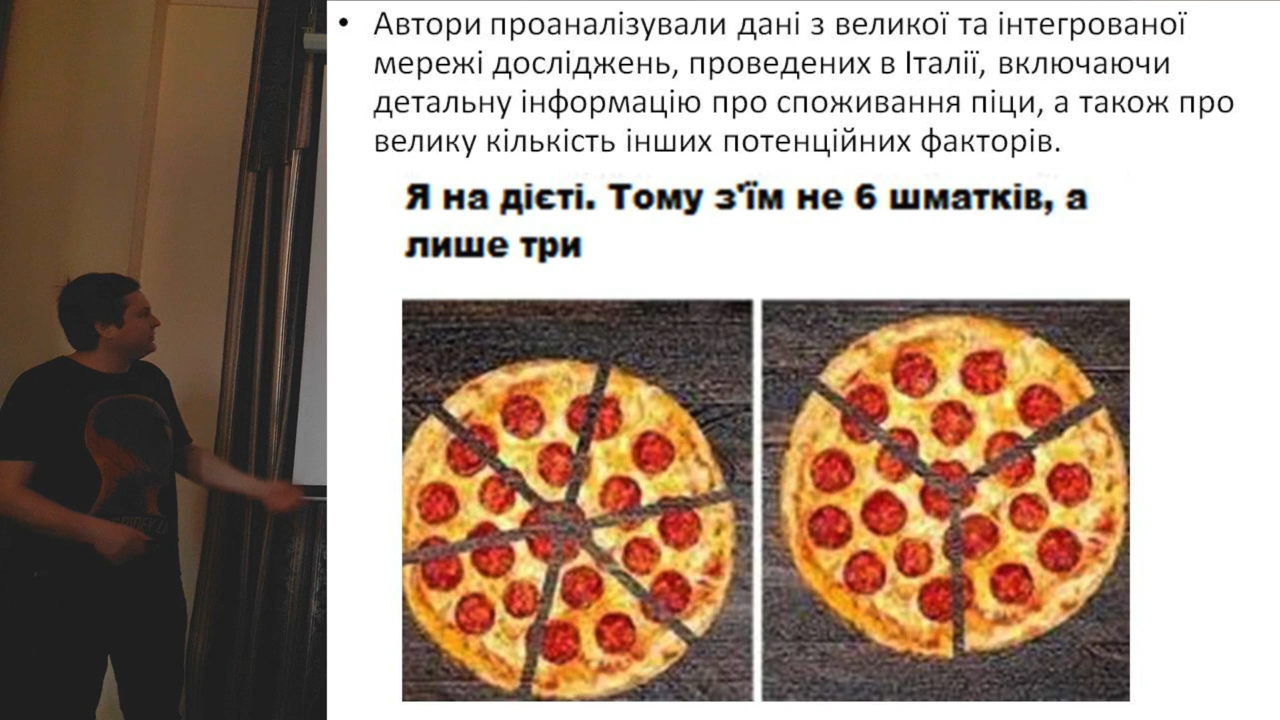 • Автори проаналізували дані з великої та інтегрованої
мережі досліджень, проведених в Італії, включаючи
детальну інформацію про споживання піци, а також про
велику кількість інших потенційних факторів.
Я на дієті. Тому з'їм не 6 шматків, а
лише три